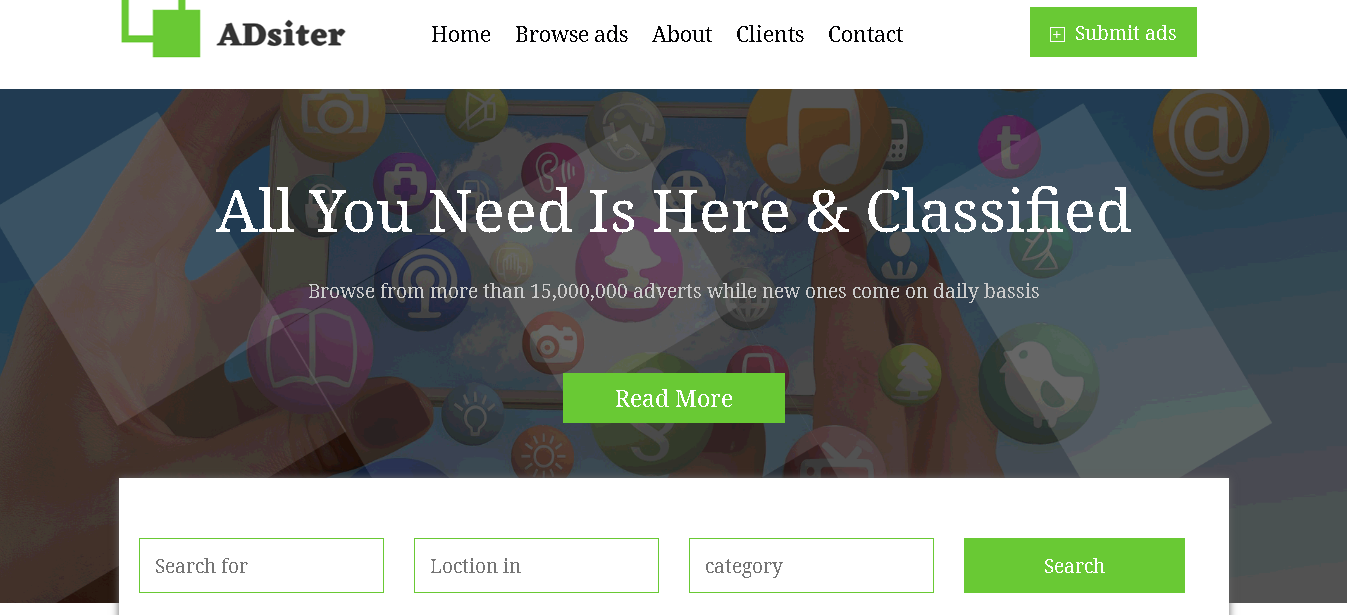 ADsiter
Home Browse ads About Clients Contact
Submit ads
All You Need Is Here & Classified
Browse from more than 15,000,000 adverts while new ones come on daily bassis
Read More
Search for
Loction in
category
Search